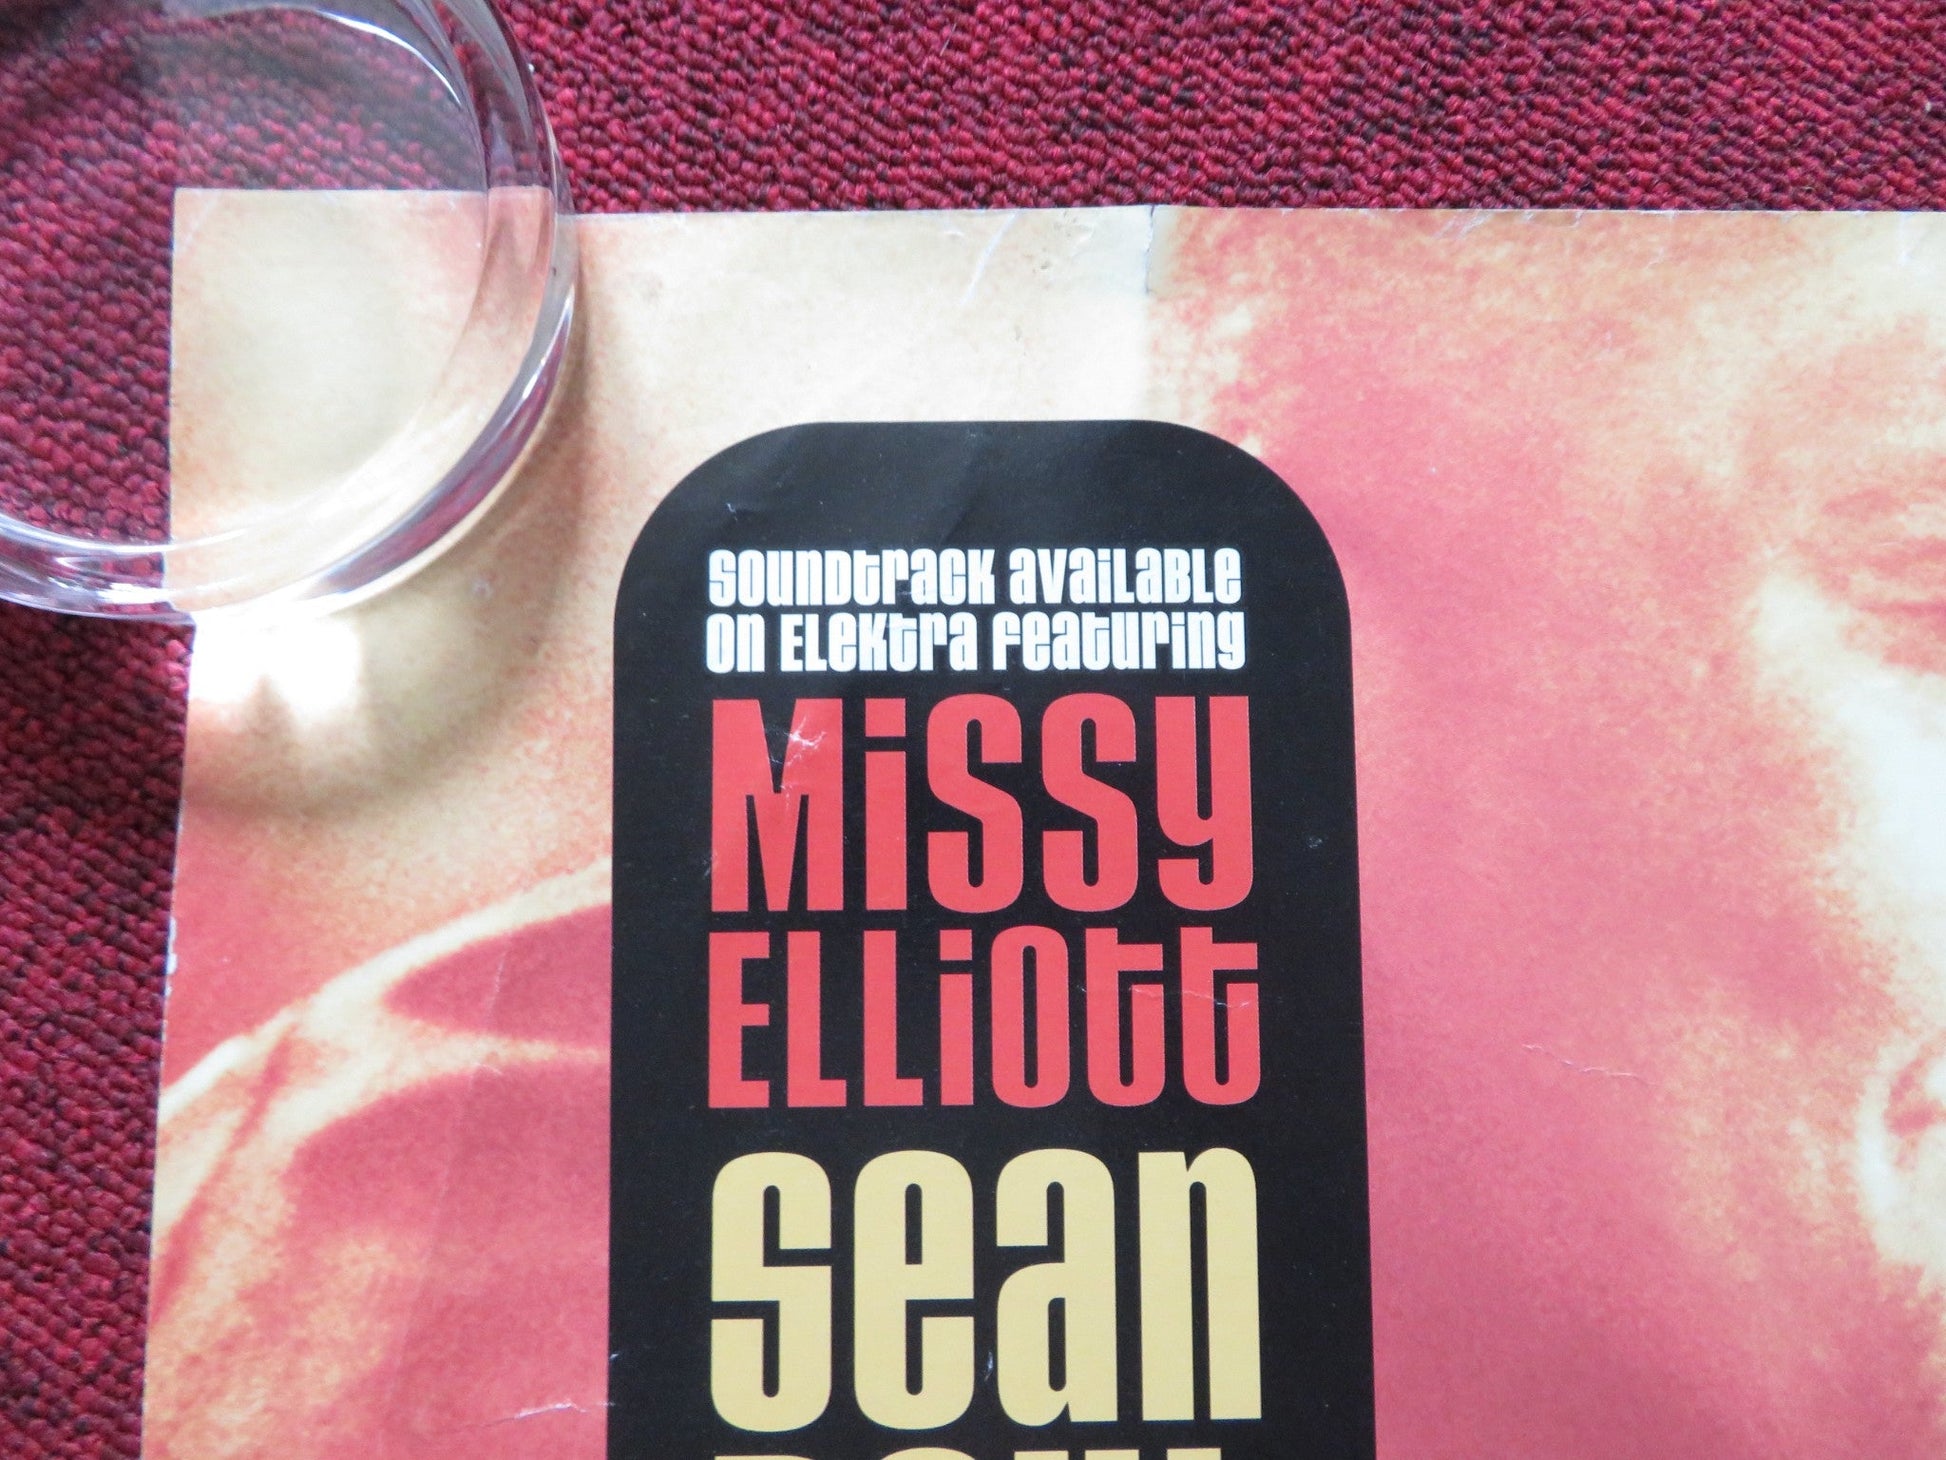 Soundtrack available
on Elektra featuring
Missy
Elliott
Sean